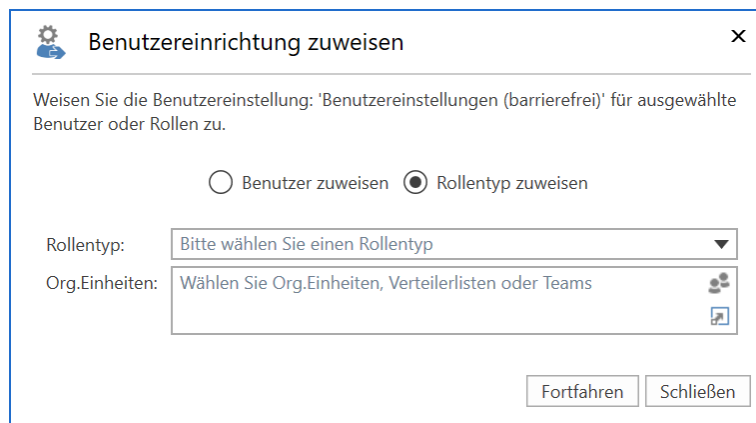 Benutzereinrichtung zuweisen
Weisen Sie die Benutzereinstellung: 'Benutzereinstellungen (barrierefrei)' für ausgewählte
Benutzer oder Rollen zu.
Benutzer zuweisen Rollentyp zuweisen
Rollentyp: Bitte wählen Sie einen Rollentyp
Org.Einheiten: Wählen Sie Org.Einheiten, Verteilerlisten oder Teams
Fortfahren Schließen